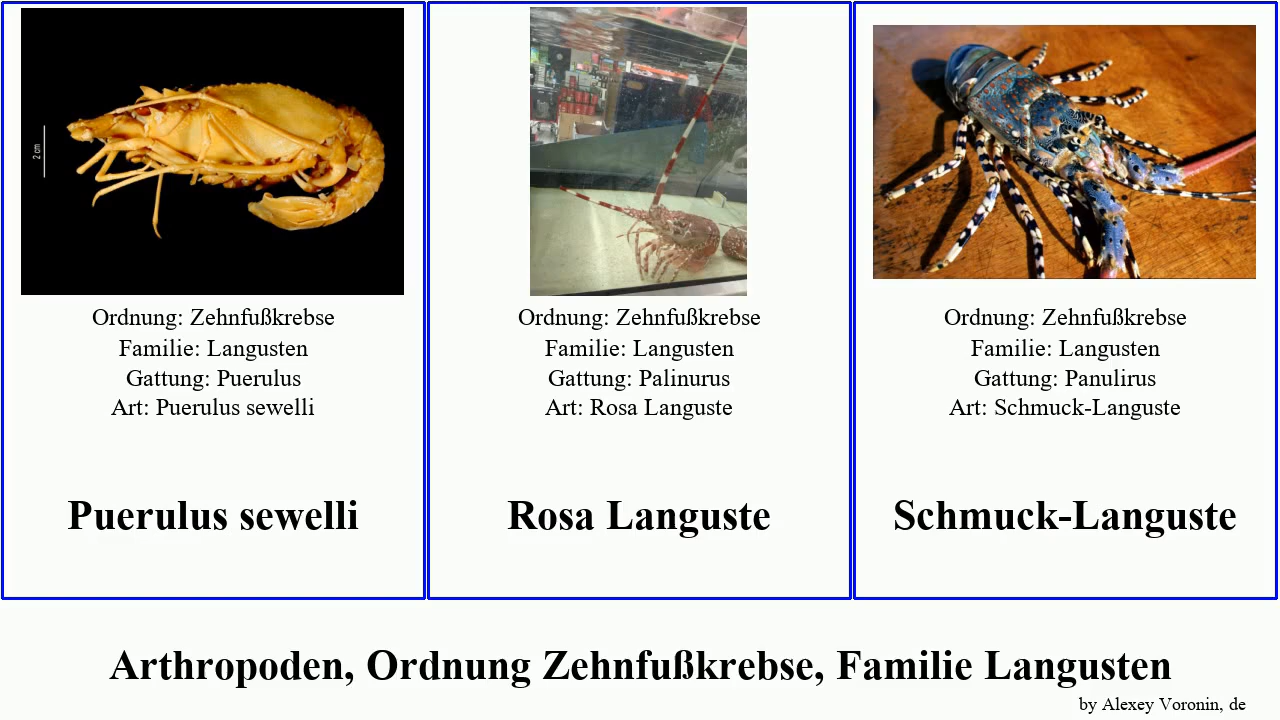 2 cm
Ordnung: Zehnfußkrebse
Familie: Langusten
Gattung: Puerulus
Art: Puerulus sewelli
Puerulus sewelli
Ordnung: Zehnfußkrebse
Familie: Langusten
Gattung: Palinurus
Art: Rosa Languste
Rosa Languste
Ordnung: Zehnfußkrebse
Familie: Langusten
Gattung: Panulirus
Art: Schmuck-Languste
Schmuck-Languste
Arthropoden, Ordnung Zehnfußkrebse, Familie Langusten
by Alexey Voronin, de